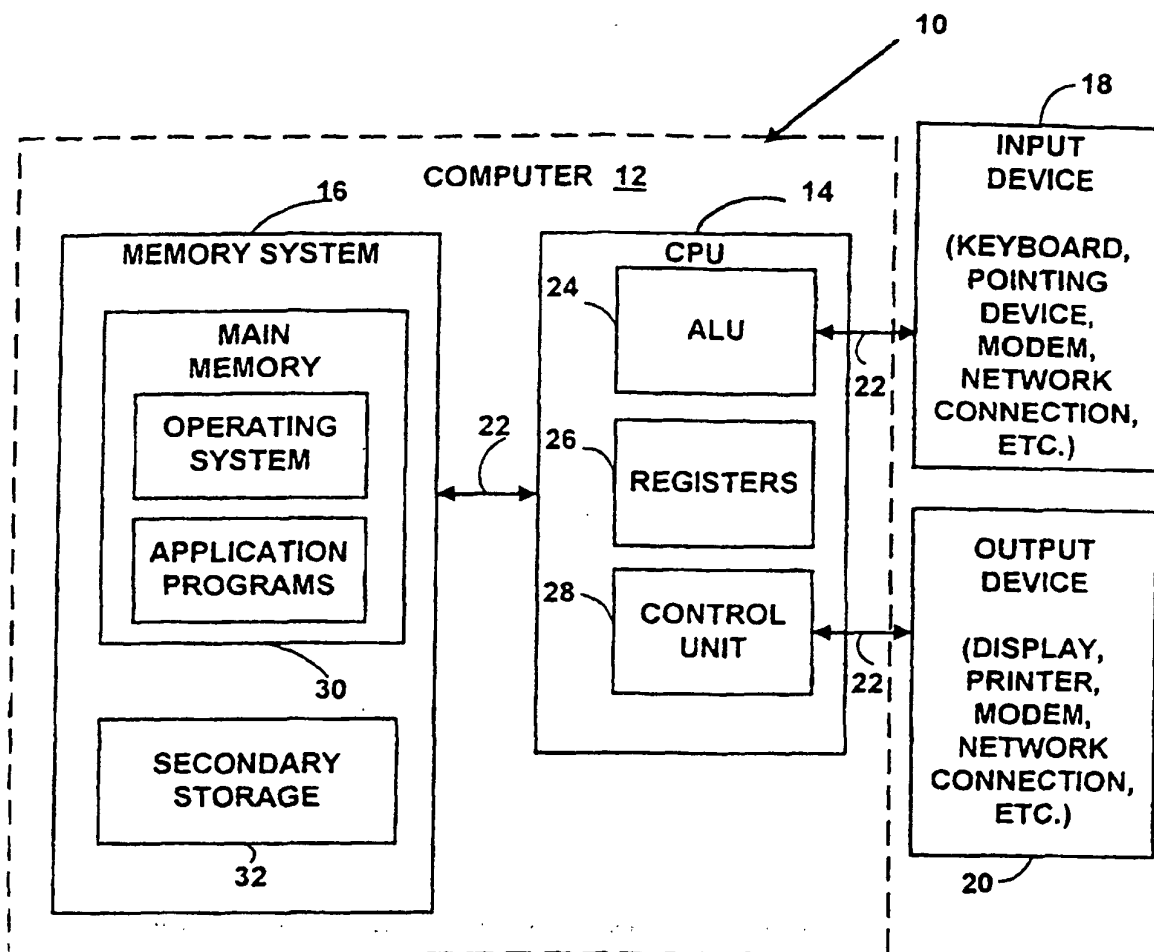 10
18
COMPUTER 12
16
14
MEMORY SYSTEM
MAIN
MEMORY
OPERATING
SYSTEM
APPLICATION
PROGRAMS
30
SECONDARY
STORAGE
32
22
CPU
24
ALU
26
REGISTERS
28
CONTROL
UNIT
22
22
INPUT
DEVICE
(KEYBOARD,
POINTING
DEVICE,
MODEM,
NETWORK
CONNECTION,
ETC.)
OUTPUT
DEVICE
(DISPLAY,
PRINTER,
MODEM,
NETWORK
CONNECTION,
ETC.)
20